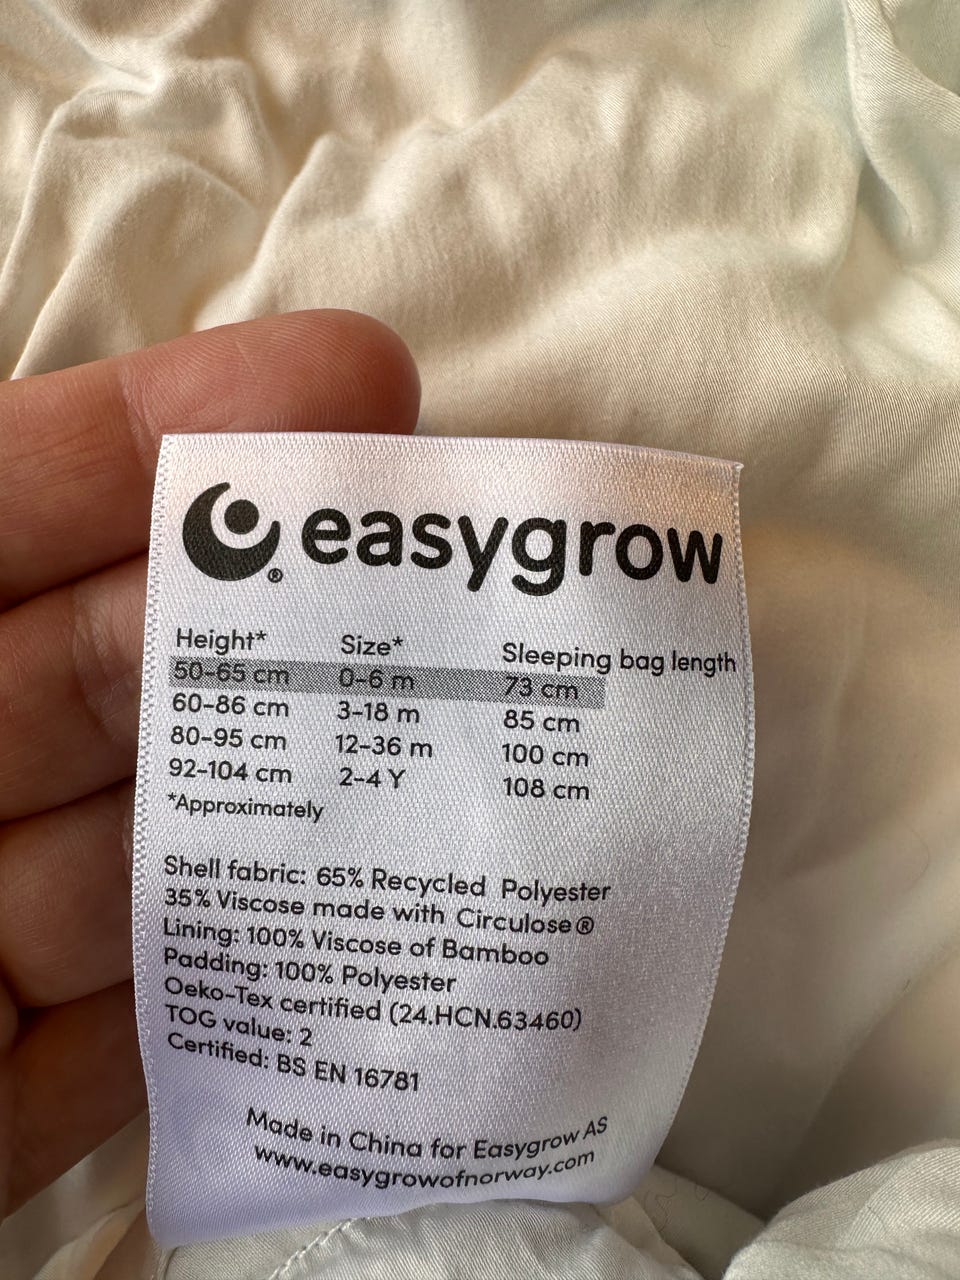 easygrow®
Height* Size* Sleeping bag length
50-65 cm 0-6 m 73 cm
60-86 cm 3-18 m 85 cm
80-95 cm 12-36 m 100 cm
92-104 cm 2-4 Y 108 cm
*Approximately
Shell fabric: 65% Recycled Polyester
35% Viscose made with Circulose®
Lining: 100% Viscose of Bamboo
Padding: 100% Polyester
Oeko-Tex certified (24.HCN.63460)
TOG value: 2
Certified: BS EN 16781
Made in China for Easygrow AS
www.easygrowofnorway.com